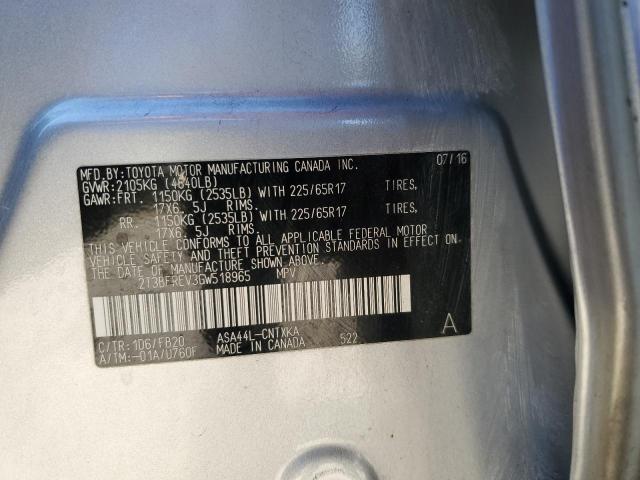 MFD.BY:TOYOTA MOTOR MANUFACTURING CANADA INC. 07/16
GVWR:2105KG (4640LB)
GAWR:FRT. 1150KG (2535LB) WITH 225/65R17 TIRES,
17X6.5J RIMS.
RR. 1150KG (2535LB) WITH 225/65R17 TIRES,
17X6.5J RIMS.
THIS VEHICLE CONFORMS TO ALL APPLICABLE FEDERAL MOTOR
VEHICLE SAFETY AND THEFT PREVENTION STANDARDS IN EFFECT ON
THE DATE OF MANUFACTURE SHOWN ABOVE.
2T3BFREV3GW518965 MPV
C/TR:1D6/FB20 ASA44L-CNTXKA A
A/TM:-01A/U760F MADE IN CANADA 522